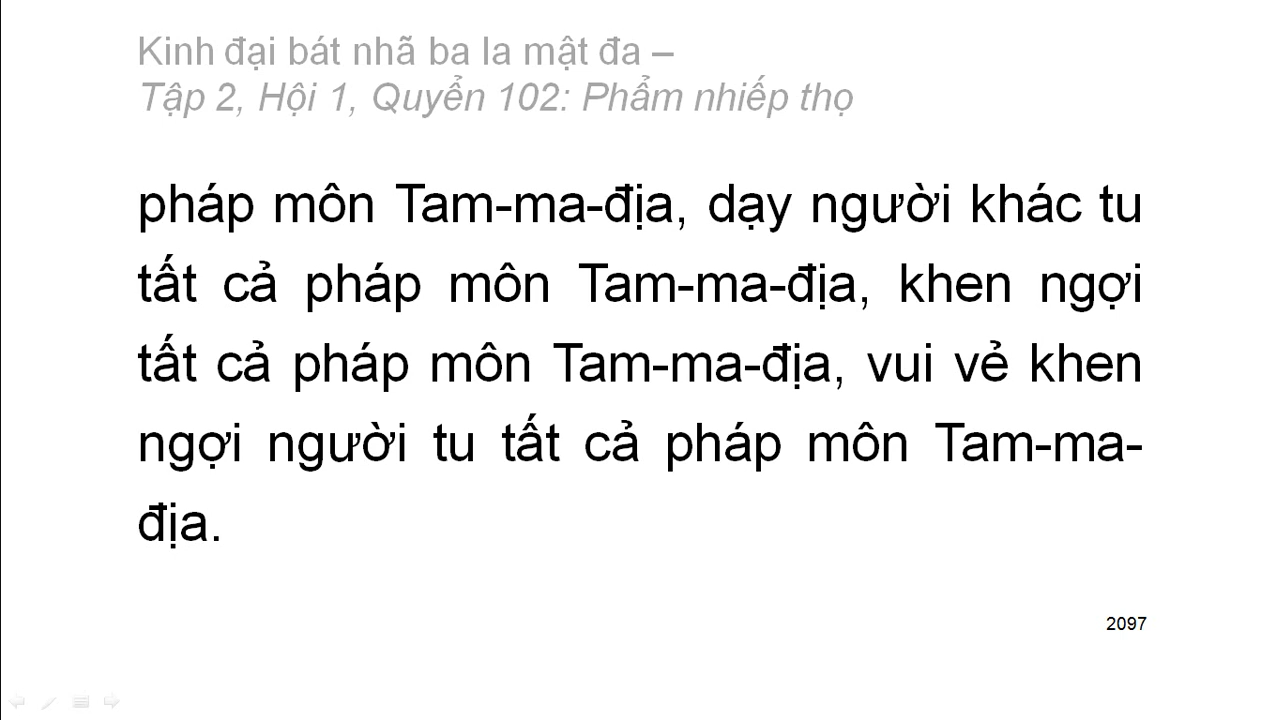 Kinh đại bát nhã ba la mật đa –
Tập 2, Hội 1, Quyển 102: Phẩm nhiếp thọ
pháp môn Tam-ma-địa, dạy người khác tu
tất cả pháp môn Tam-ma-địa, khen ngợi
tất cả pháp môn Tam-ma-địa, vui vẻ khen
ngợi người tu tất cả pháp môn Tam-ma-
địa.
2097